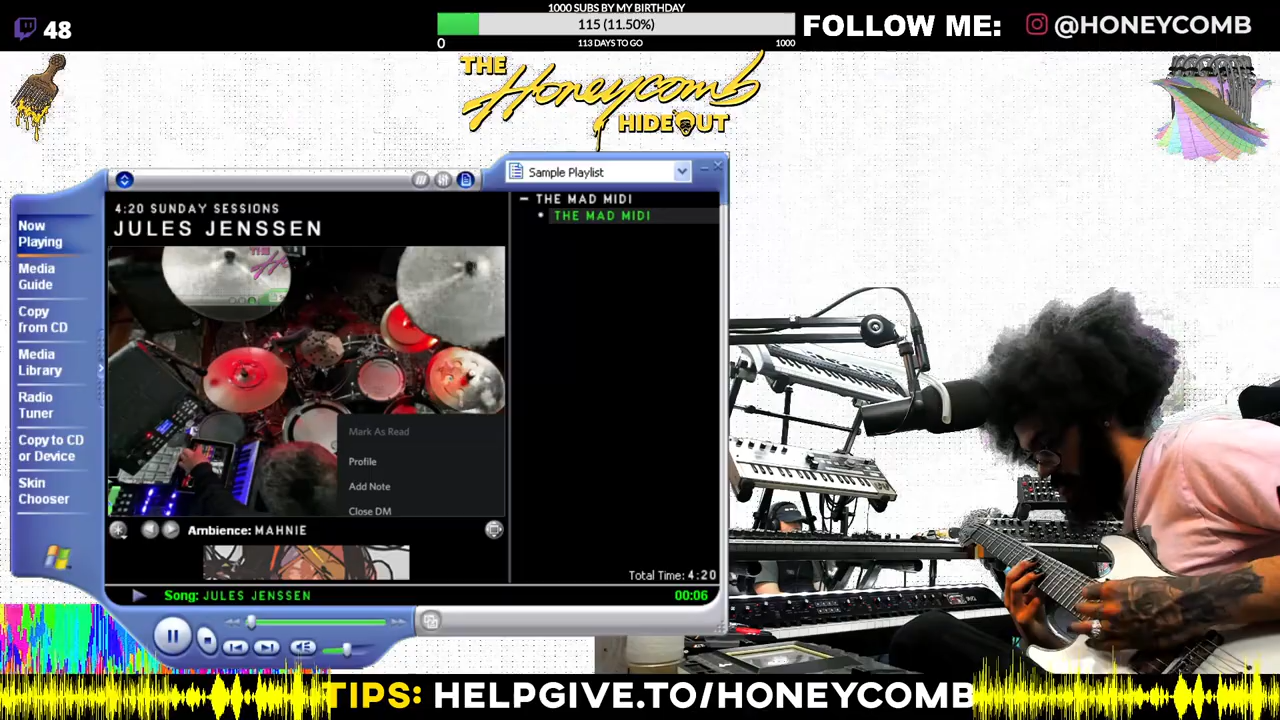 48
1000 SUBS BY MY BIRTHDAY
115 (11.50%)
0
113 DAYS TO GO
1000
FOLLOW ME:
@HONEYCOMB
THE
Honeycomb
HIDEOUT
Sample Playlist
THE MAD MIDI
THE MAD MIDI
4:20 SUNDAY SESSIONS
JULES JENSSEN
Now
Playing
Media
Guide
Copy
from CD
Media
Library
Radio
Tuner
Copy to CD
or Device
Skin
Chooser
THE
Mark As Read
Profile
Add Note
Close DM
Ambience: MAHNIE
Total Time: 4:20
Song: JULES JENSSEN
00:06
TIPS: HELPGIVE.TO/HONEYCOMB